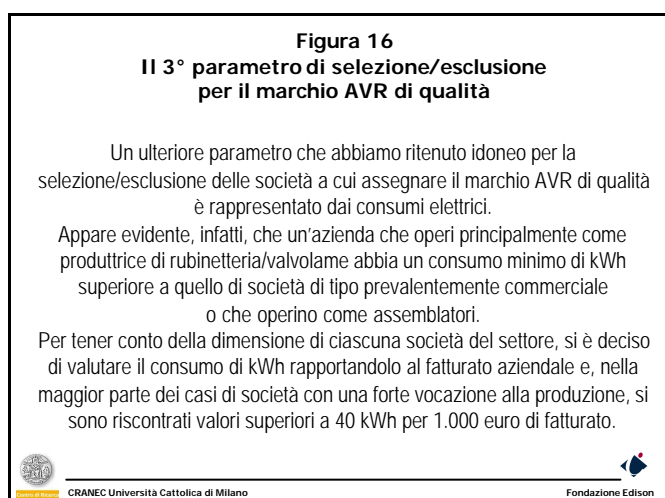 Figura 16
Il 3° parametro di selezione/esclusione
per il marchio AVR di qualità
Un ulteriore parametro che abbiamo ritenuto idoneo per la
selezione/esclusione delle società a cui assegnare il marchio AVR di qualità
è rappresentato dai consumi elettrici.
Appare evidente, infatti, che un'azienda che operi principalmente come
produttrice di rubinetteria/valvolame abbia un consumo minimo di kWh
superiore a quello di società di tipo prevalentemente commerciale
o che operino come assemblatori.
Per tener conto della dimensione di ciascuna società del settore, si è deciso
di valutare il consumo di kWh rapportandolo al fatturato aziendale e, nella
maggior parte dei casi di società con una forte vocazione alla produzione, si
sono riscontrati valori superiori a 40 kWh per 1.000 euro di fatturato.
CRANEC Università Cattolica di Milano
Fondazione Edison